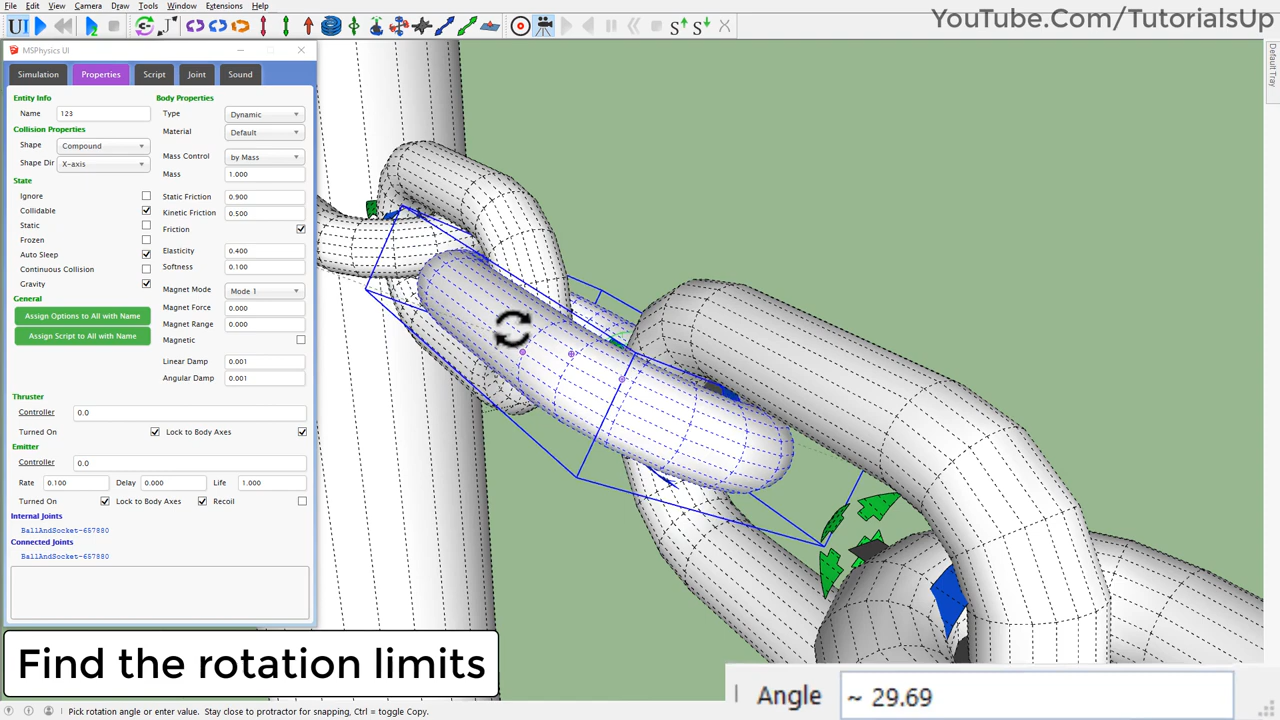 File Edit View Camera Draw Tools Window Extensions Help
YouTube.Com/TutorialsUp
UI
MSPhysics UI
Simulation Properties Script Joint Sound
Entity Info
Name 123
Collision Properties
Shape Compound
Shape Dir X-axis
State
Ignore
Collidable
Static
Frozen
Auto Sleep
Continuous Collision
Gravity
General
Assign Options to All with Name
Assign Script to All with Name
Body Properties
Type Dynamic
Material Default
Mass Control by Mass
Mass 1.000
Static Friction 0.900
Kinetic Friction 0.500
Friction
Elasticity 0.400
Softness 0.100
Magnet Mode Mode 1
Magnet Force 0.000
Magnet Range 0.000
Magnetic
Linear Damp 0.001
Angular Damp 0.001
Thruster
Controller 0.0
Turned On Lock to Body Axes
Emitter
Controller 0.0
Rate 0.100 Delay 0.000 Life 1.000
Turned On Lock to Body Axes Recoil
Internal Joints
BallAndSocket-657880
Connected Joints
BallAndSocket-657880
Default Tray
Find the rotation limits
Angle ~ 29.69
Pick rotation angle or enter value. Stay close to protractor for snapping, Ctrl = toggle Copy.